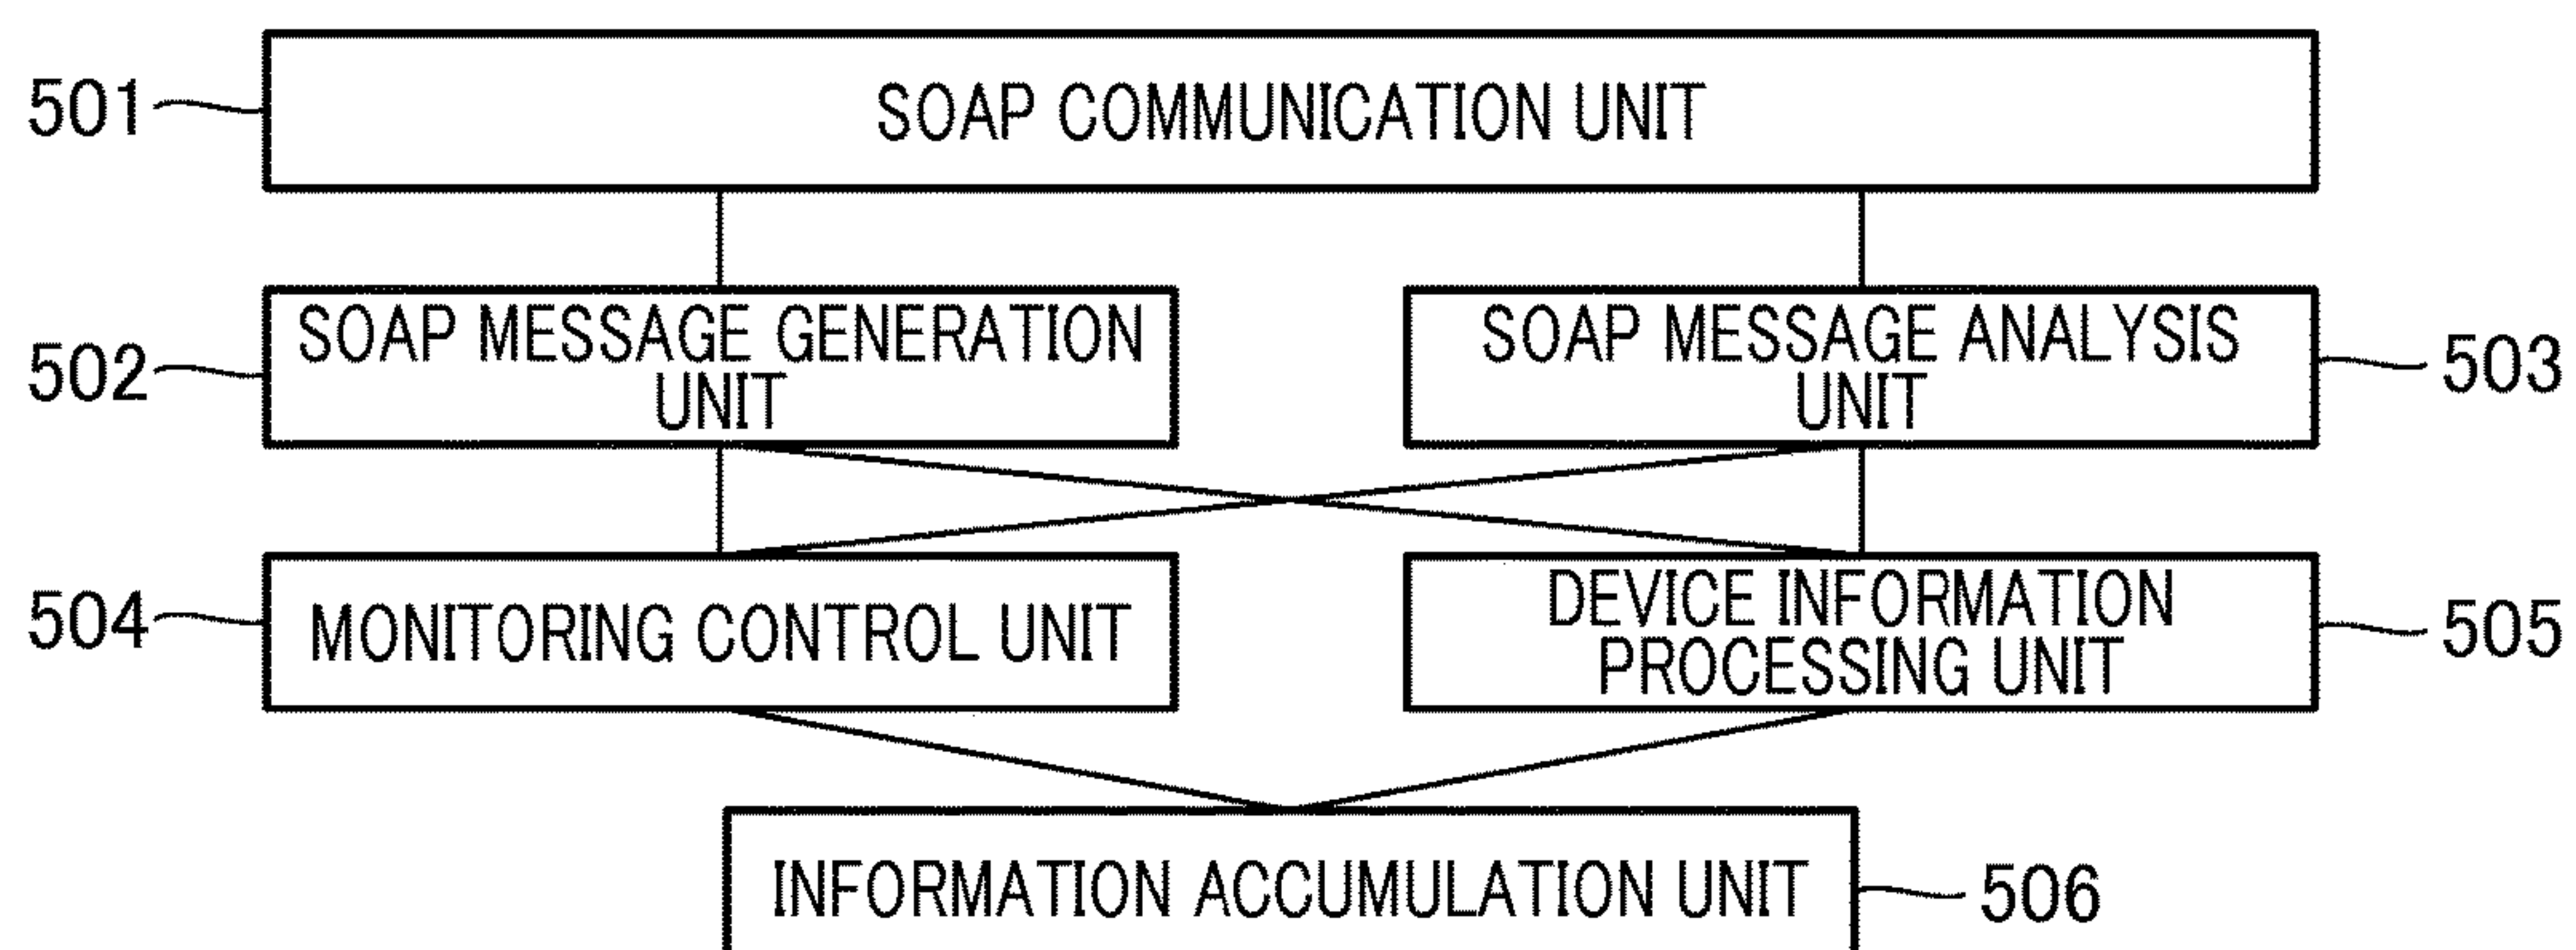 501
SOAP COMMUNICATION UNIT
502
SOAP MESSAGE GENERATION
UNIT
SOAP MESSAGE ANALYSIS
UNIT
503
504
MONITORING CONTROL UNIT
DEVICE INFORMATION
PROCESSING UNIT
505
INFORMATION ACCUMULATION UNIT
506